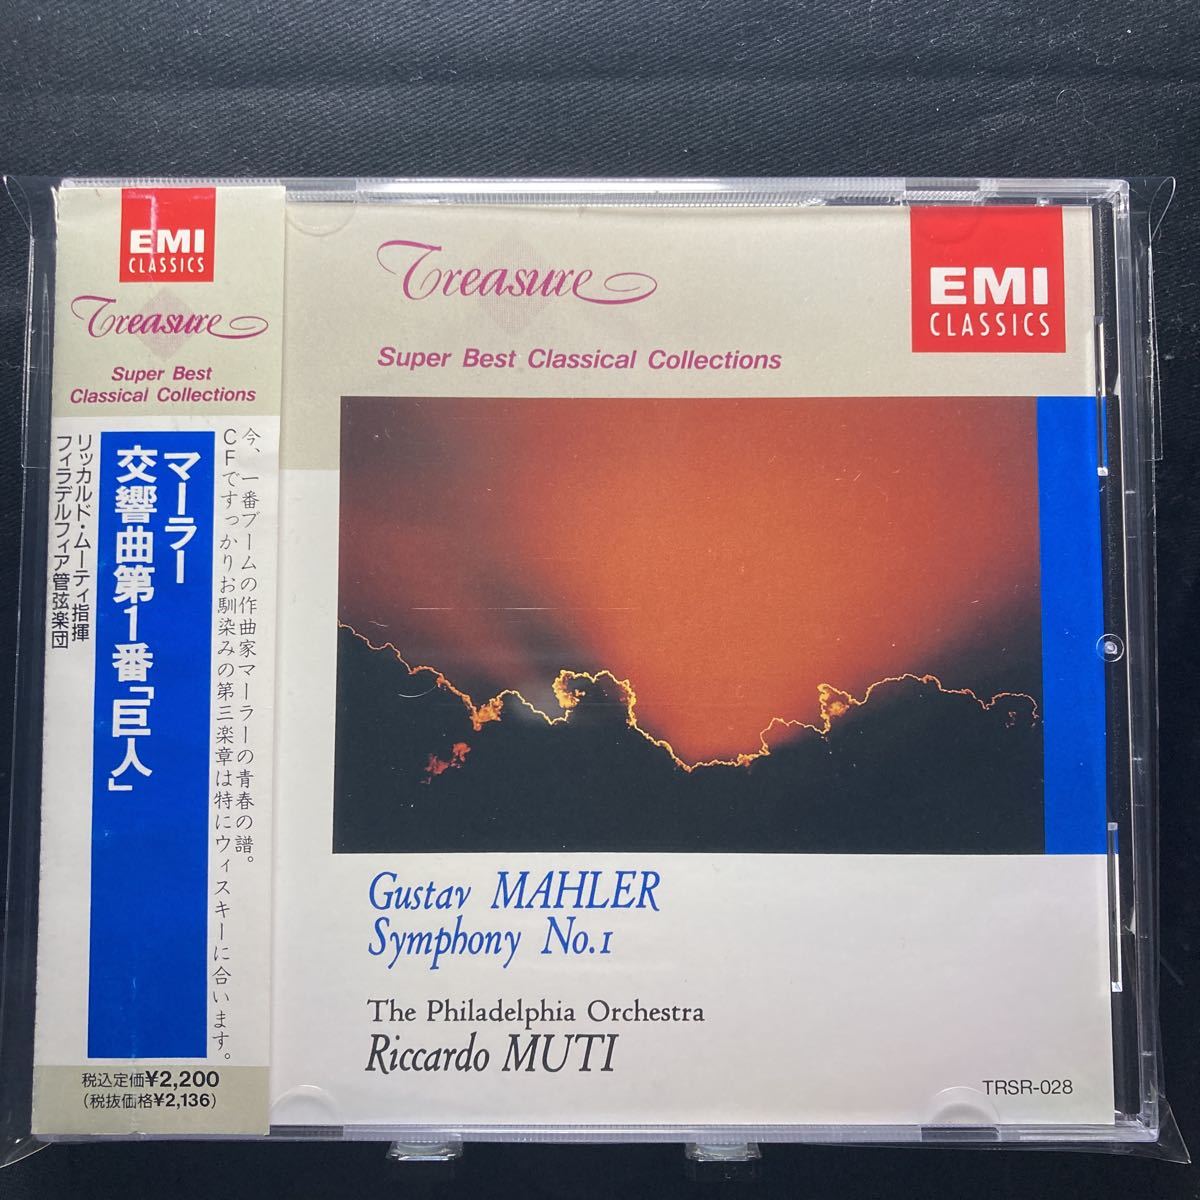 EMI
CLASSICS
Treasure
Super Best
Classical Collections
今、一番ブームの作曲家マーラーの青春の譜。
CFですっかりお馴染みの第三楽章は特にウィスキーに合います。
マーラー
交響曲第1番「巨人」
リッカルド・ムーティ指揮
フィラデルフィア管弦楽団
税込定価¥2,200
(税抜価格¥2,136)
Treasure
Super Best Classical Collections
EMI
CLASSICS
Gustav MAHLER
Symphony No.1
The Philadelphia Orchestra
Riccardo MUTI
TRSR-028